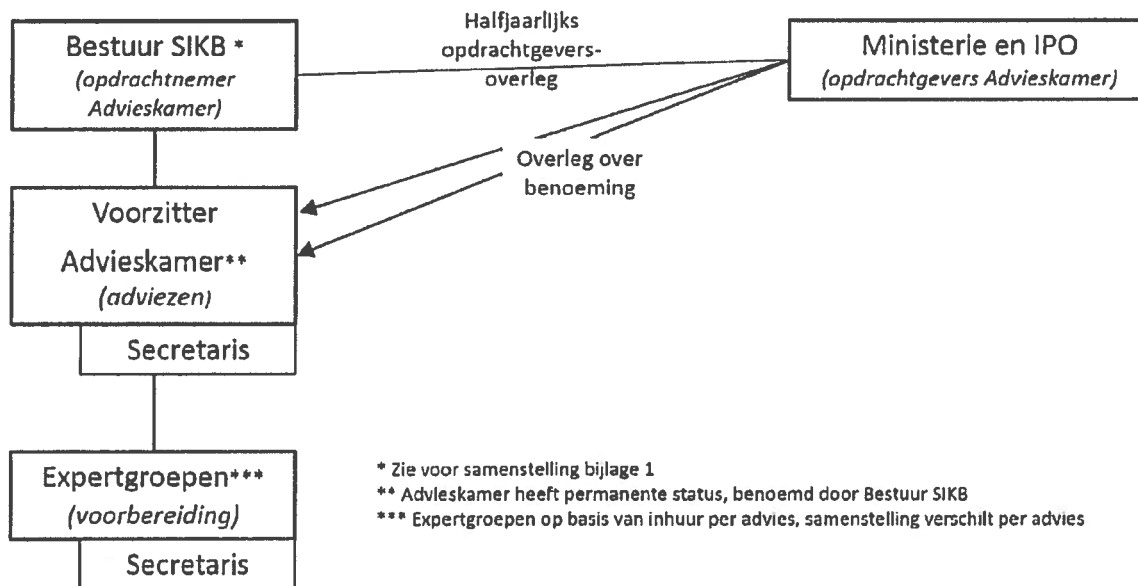 Bestuur SIKB *
(opdrachtnemer
Advieskamer)
Halfjaarlijks
opdrachtgevers-
overleg
Ministerie en IPO
(opdrachtgevers Advieskamer)
Overleg over
benoeming
Voorzitter
Advieskamer**
(adviezen)
Secretaris
Expertgroepen***
(voorbereiding)
Secretaris
* Zie voor samenstelling bijlage 1
** Advieskamer heeft permanente status, benoemd door Bestuur SIKB
*** Expertgroepen op basis van inhuur per advies, samenstelling verschilt per advies